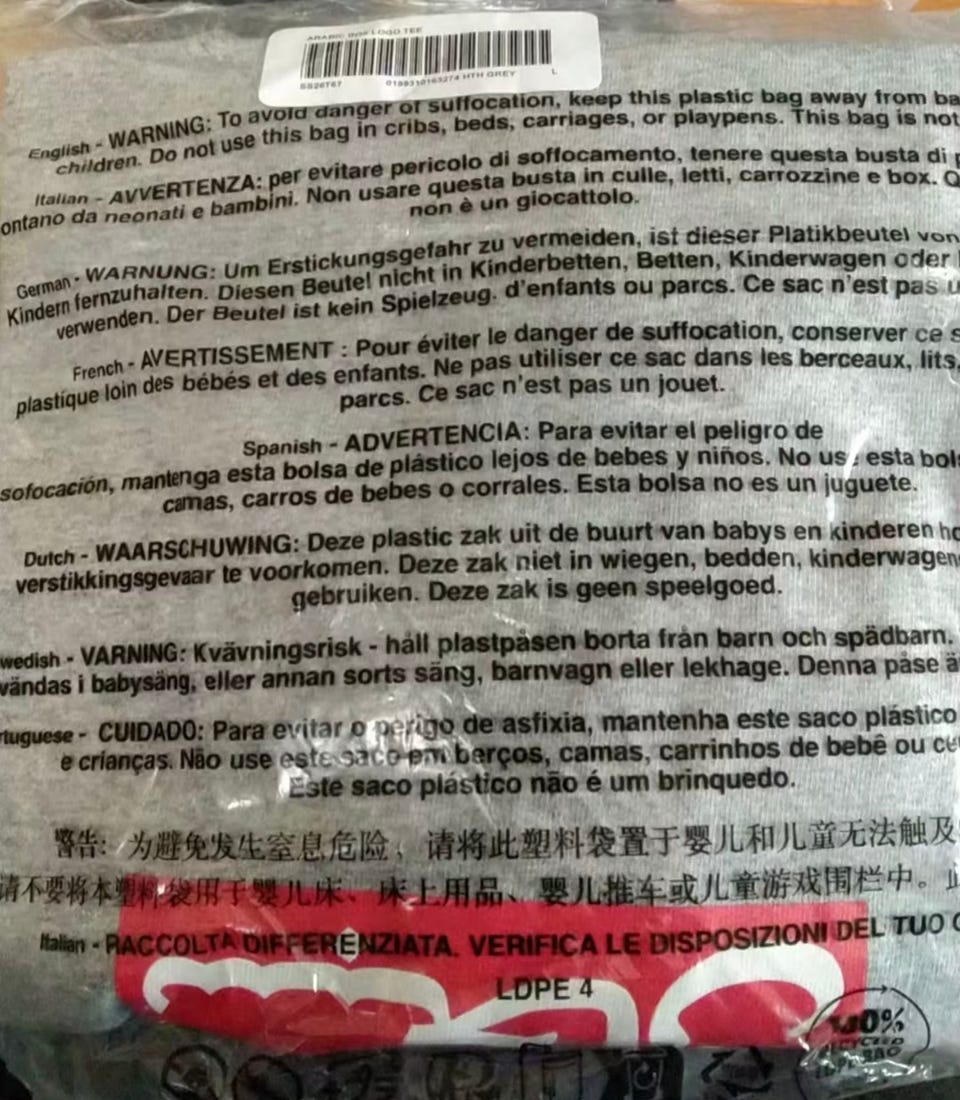 ARABIC BOX LOGO TEE
SS26T67 0199310163274 HTH GREY L
English - WARNING: To avoid danger of suffocation, keep this plastic bag away from ba
children. Do not use this bag in cribs, beds, carriages, or playpens. This bag is not
Italian - AVVERTENZA: per evitare pericolo di soffocamento, tenere questa busta di p
ontano da neonati e bambini. Non usare questa busta in culle, letti, carrozzine e box. Q
non è un giocattolo.
German - WARNUNG: Um Erstickungsgefahr zu vermeiden, ist dieser Platikbeutel von
Kindern fernzuhalten. Diesen Beutel nicht in Kinderbetten, Betten, Kinderwagen oder
verwenden. Der Beutel ist kein Spielzeug. d'enfants ou parcs. Ce sac n'est pas u
French - AVERTISSEMENT : Pour éviter le danger de suffocation, conserver ce s
plastique loin des bébés et des enfants. Ne pas utiliser ce sac dans les berceaux, lits,
parcs. Ce sac n'est pas un jouet.
Spanish - ADVERTENCIA: Para evitar el peligro de
sofocación, mantenga esta bolsa de plástico lejos de bebes y niños. No use esta bols
camas, carros de bebes o corrales. Esta bolsa no es un juguete.
Dutch - WAARSCHUWING: Deze plastic zak uit de buurt van babys en kinderen ho
verstikkingsgevaar te voorkomen. Deze zak niet in wiegen, bedden, kinderwagen
gebruiken. Deze zak is geen speelgoed.
wedish - VARNING: Kvävningsrisk - håll plastpåsen borta från barn och spädbarn.
vändas i babysäng, eller annan sorts säng, barnvagn eller lekhage. Denna påse ä
rtuguese - CUIDADO: Para evitar o perigo de asfixia, mantenha este saco plástico
e crianças. Não use este saco em berços, camas, carrinhos de bebê ou ce
Este saco plástico não é um brinquedo.
警告: 为避免发生窒息危险，请将此塑料袋置于婴儿和儿童无法触及
请不要将本塑料袋用于婴儿床、床上用品、婴儿推车或儿童游戏围栏中。
Italian - RACCOLTA DIFFERENZIATA. VERIFICA LE DISPOSIZIONI DEL TUO C
LDPE 4
100%
RECYCLED
LDPE BAG